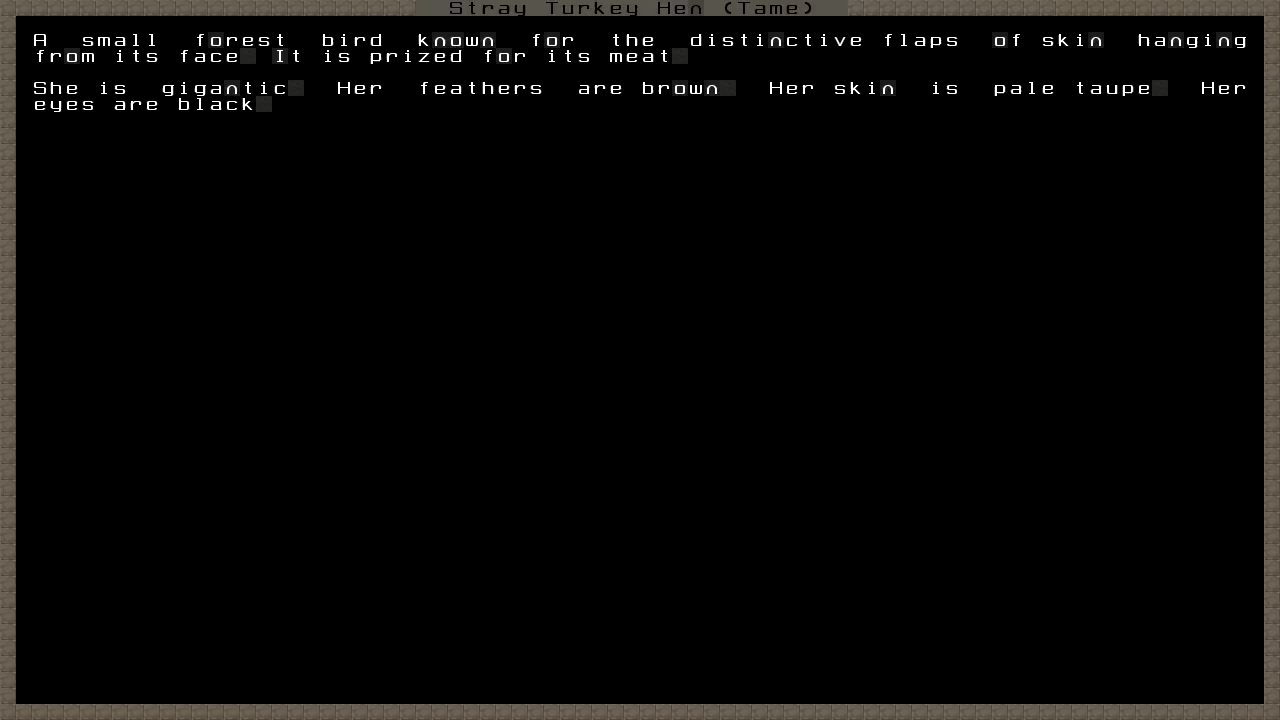 Stray Turkey Hen (Tame)
A small forest bird known for the distinctive flaps of skin hanging
from its face. It is prized for its meat.
She is gigantic. Her feathers are brown. Her skin is pale taupe. Her
eyes are black.